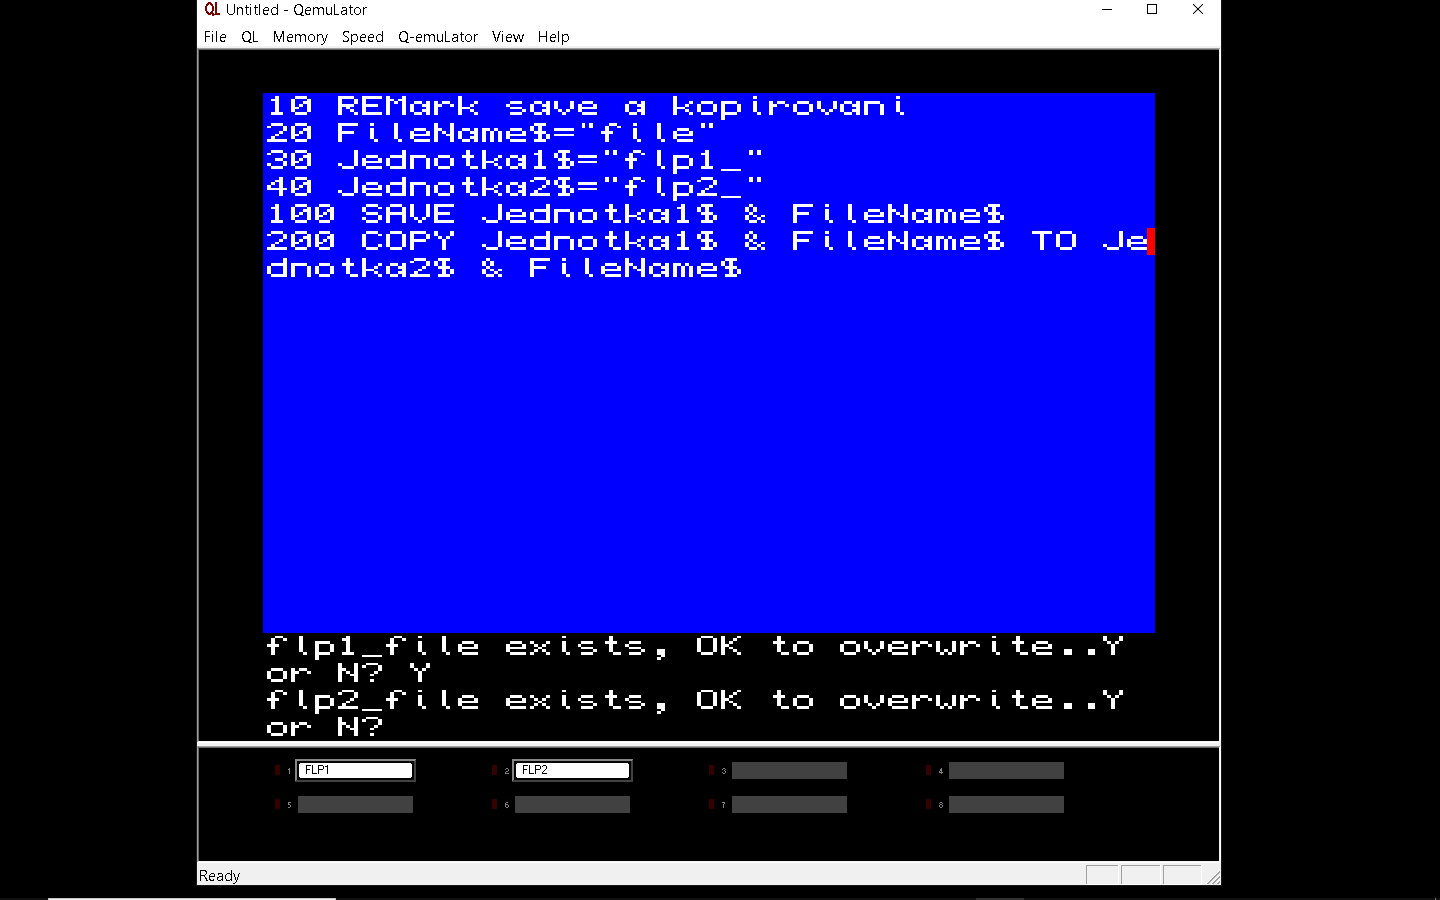 QL Untitled - QemuLator
File QL Memory Speed Q-emuLator View Help
10 REMark save a kopirovani
20 FileName$="file"
30 Jednotka1$="flp1_"
40 Jednotka2$="flp2_"
100 SAVE Jednotka1$ & FileName$
200 COPY Jednotka1$ & FileName$ TO Je
dnotka2$ & FileName$
flp1_file exists, OK to overwrite..Y
or N? Y
flp2_file exists, OK to overwrite..Y
or N?
1 FLP1 2 FLP2 3 4
5 6 7 8
Ready